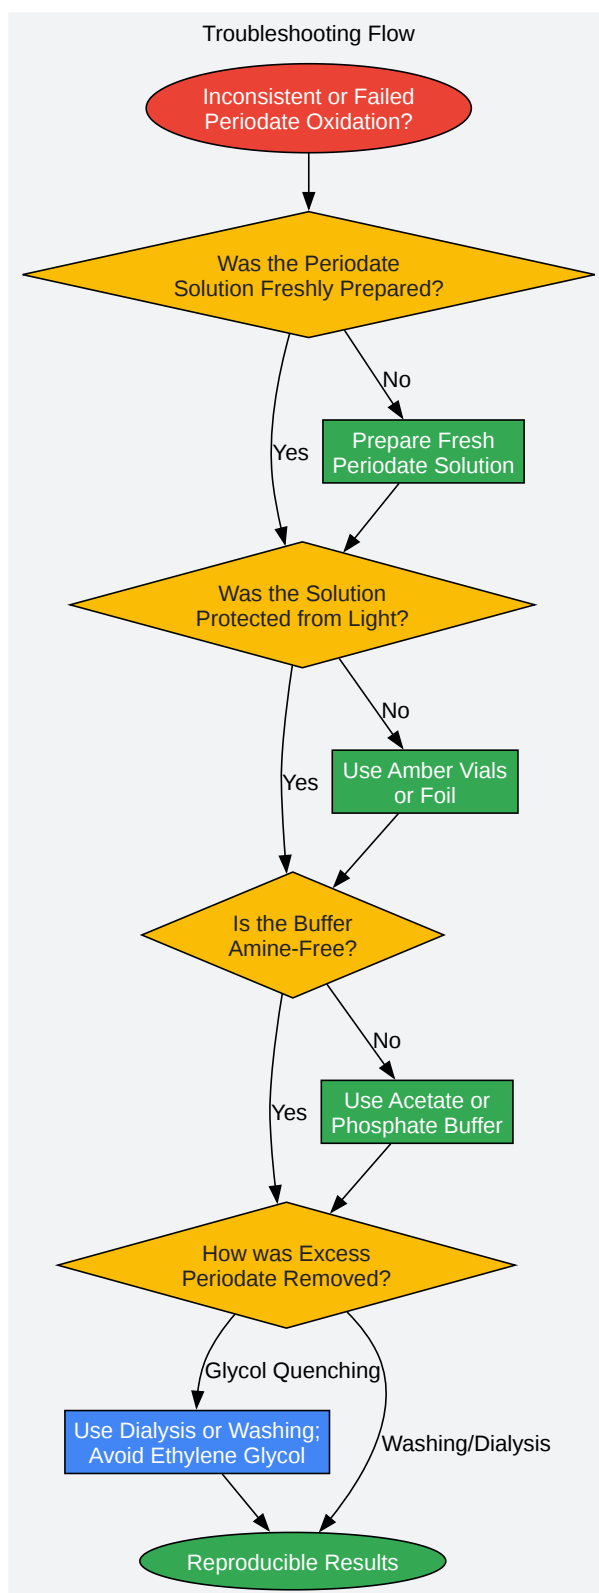 Troubleshooting Flow
Inconsistent or Failed
Periodate Oxidation?
Was the Periodate
Solution Freshly Prepared?
No
Yes
Prepare Fresh
Periodate Solution
Was the Solution
Protected from Light?
No
Yes
Use Amber Vials
or Foil
Is the Buffer
Amine-Free?
No
Yes
Use Acetate or
Phosphate Buffer
How was Excess
Periodate Removed?
Glycol Quenching
Use Dialysis or Washing;
Avoid Ethylene Glycol
Washing/Dialysis
Reproducible Results